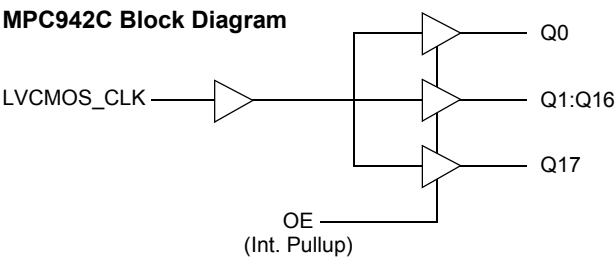 MPC942C Block Diagram
Q0
LVCMOS_CLK
Q1:Q16
Q17
OE
(Int. Pullup)